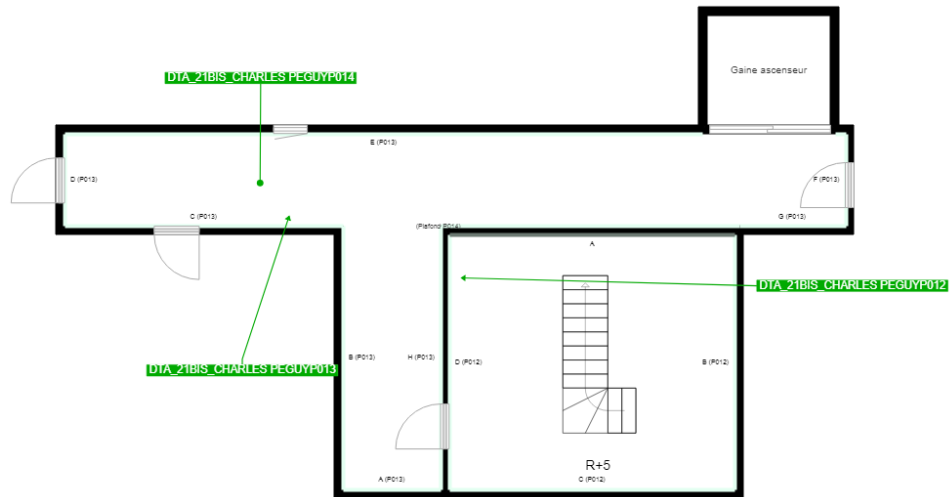 Gaine ascenseur
DTA_21BIS_CHARLES PEGUYP014
E (P013)
D (P013)
F (P013)
C (P013)
G (P013)
(Plafond P014)
A
DTA_21BIS_CHARLES PEGUYP012
B (P013)
H (P013)
D (P012)
B (P012)
DTA_21BIS_CHARLES PEGUYP013
R+5
A (P013)
C (P012)